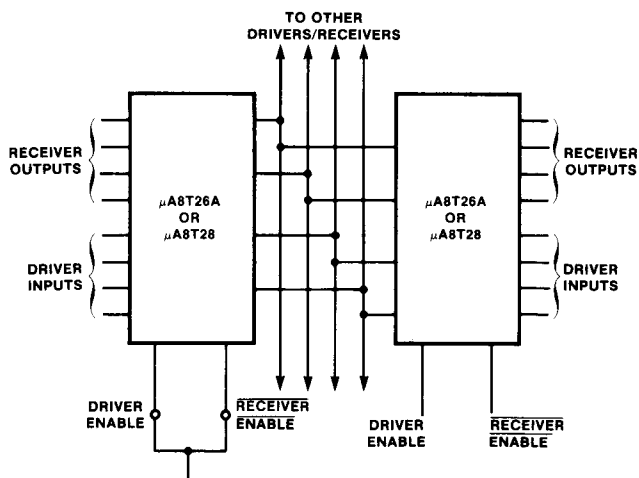 TO OTHER
DRIVERS/RECEIVERS
RECEIVER
OUTPUTS
μA8T26A
OR
μA8T28
DRIVER
INPUTS
μA8T26A
OR
μA8T28
RECEIVER
OUTPUTS
DRIVER
INPUTS
DRIVER
ENABLE
RECEIVER
ENABLE
DRIVER
ENABLE
RECEIVER
ENABLE